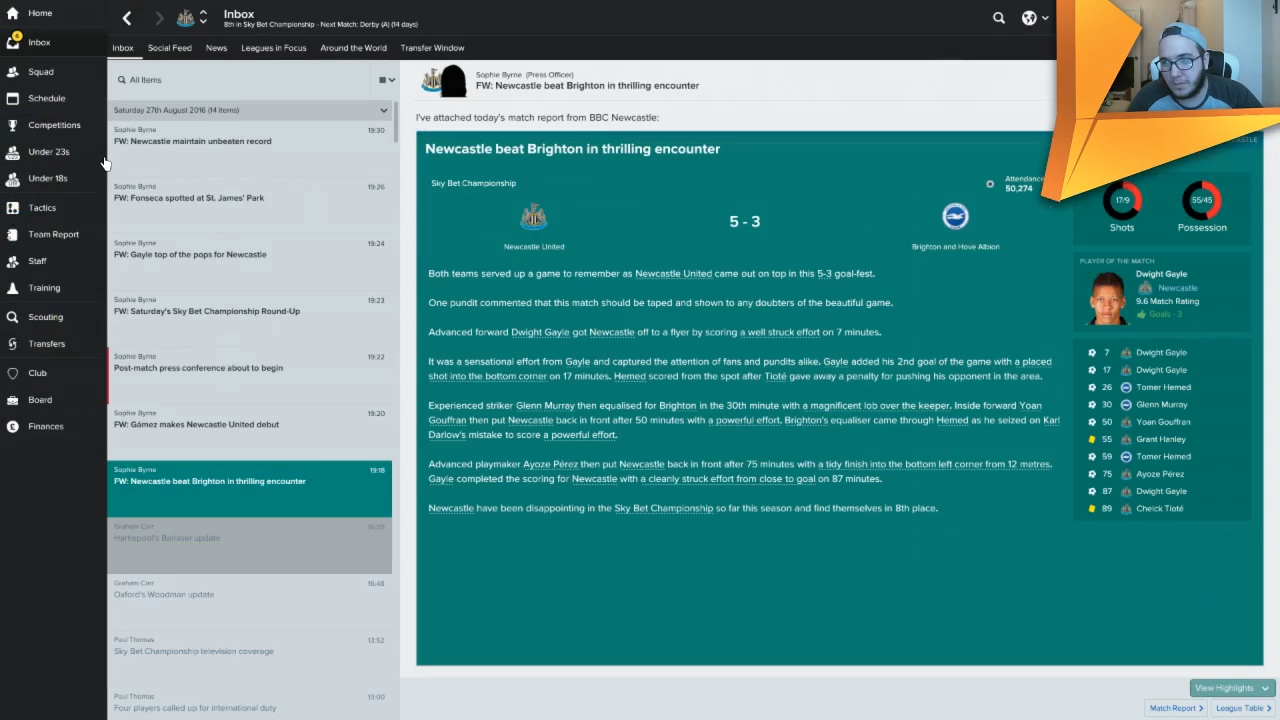 Home
Inbox
6
8th in Sky Bet Championship - Next Match: Derby (A) (14 days)
Inbox
Inbox
Social Feed
News
Leagues in Focus
Around the World
Transfer Window
Squad
Schedule
Competitions
Under 23s
Under 18s
Tactics
Team Report
Staff
Training
Scouting
Transfers
Club
Board
Finances
All Items
Saturday 27th August 2016 (14 items)
Sophie Byrne 19:30
FW: Newcastle maintain unbeaten record
Sophie Byrne 19:26
FW: Fonseca spotted at St. James' Park
Sophie Byrne 19:24
FW: Gayle top of the pops for Newcastle
Sophie Byrne 19:23
FW: Saturday's Sky Bet Championship Round-Up
Sophie Byrne 19:22
Post-match press conference about to begin
Sophie Byrne 19:20
FW: Gámez makes Newcastle United debut
Sophie Byrne 19:18
FW: Newcastle beat Brighton in thrilling encounter
Graham Carr 16:55
Hartlepool's Barlaser update
Graham Carr 16:48
Oxford's Woodman update
Paul Thomas 13:52
Sky Bet Championship television coverage
Paul Thomas 13:00
Four players called up for international duty
Sophie Byrne (Press Officer)
FW: Newcastle beat Brighton in thrilling encounter
I've attached today's match report from BBC Newcastle:
Newcastle beat Brighton in thrilling encounter
Sky Bet Championship
Attendance
50,274
5 - 3
Newcastle United
Brighton and Hove Albion
Both teams served up a game to remember as Newcastle United came out on top in this 5-3 goal-fest.
One pundit commented that this match should be taped and shown to any doubters of the beautiful game.
Advanced forward Dwight Gayle got Newcastle off to a flyer by scoring a well struck effort on 7 minutes.
It was a sensational effort from Gayle and captured the attention of fans and pundits alike. Gayle added his 2nd goal of the game with a placed
shot into the bottom corner on 17 minutes. Hemed scored from the spot after Tioté gave away a penalty for pushing his opponent in the area.
Experienced striker Glenn Murray then equalised for Brighton in the 30th minute with a magnificent lob over the keeper. Inside forward Yoan
Gouffran then put Newcastle back in front after 50 minutes with a powerful effort. Brighton's equaliser came through Hemed as he seized on Karl
Darlow's mistake to score a powerful effort.
Advanced playmaker Ayoze Pérez then put Newcastle back in front after 75 minutes with a tidy finish into the bottom left corner from 12 metres.
Gayle completed the scoring for Newcastle with a cleanly struck effort from close to goal on 87 minutes.
Newcastle have been disappointing in the Sky Bet Championship so far this season and find themselves in 8th place.
17/9
Shots
55/45
Possession
PLAYER OF THE MATCH
Dwight Gayle
Newcastle
9.6 Match Rating
Goals - 3
7 Dwight Gayle
17 Dwight Gayle
26 Tomer Hemed
30 Glenn Murray
50 Yoan Gouffran
55 Grant Hanley
59 Tomer Hemed
75 Ayoze Pérez
87 Dwight Gayle
89 Cheick Tioté
View Highlights
Match Report
League Table